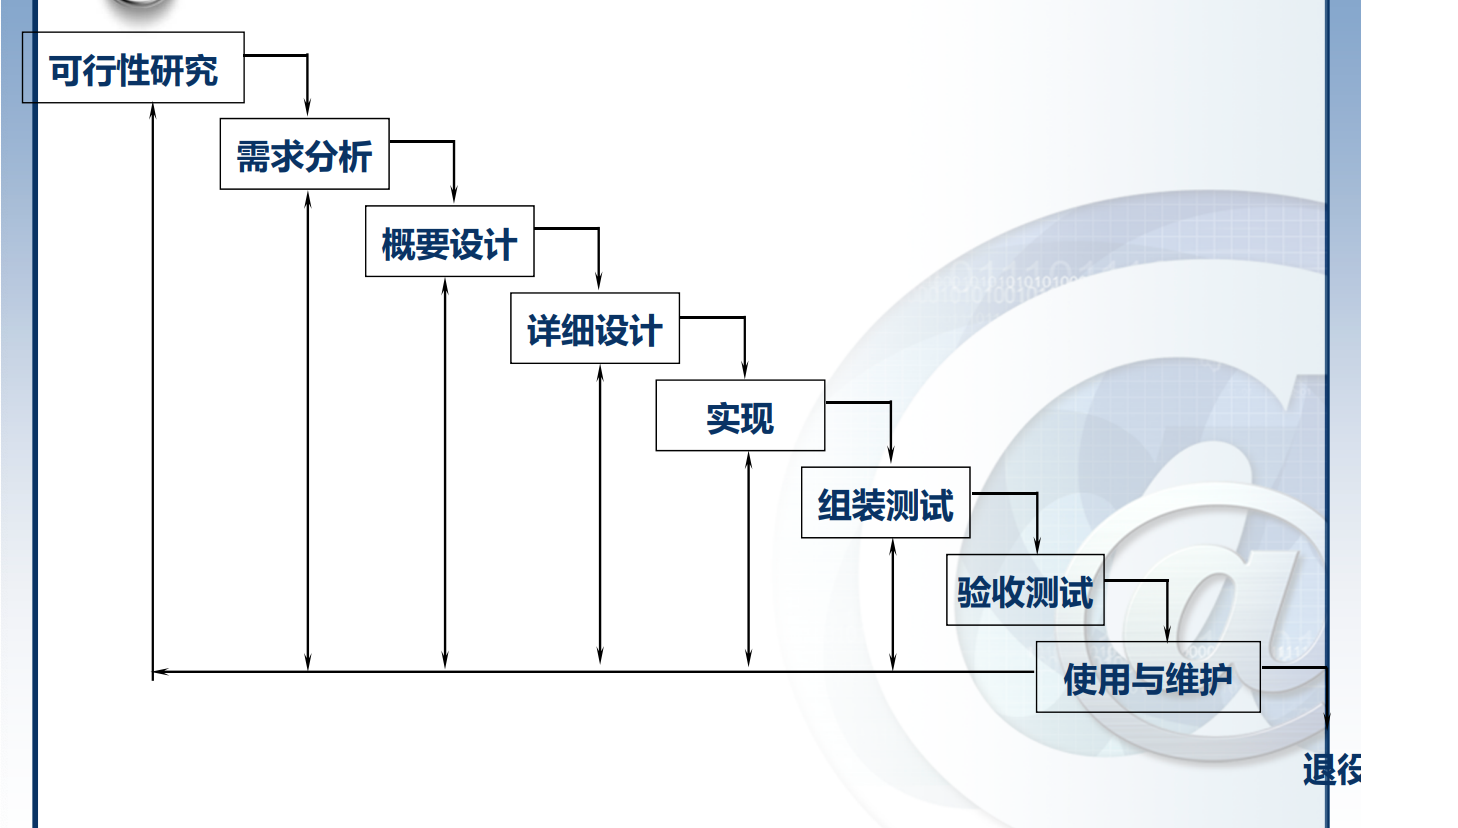 可行性研究
需求分析
概要设计
详细设计
实现
组装测试
验收测试
使用与维护
退役